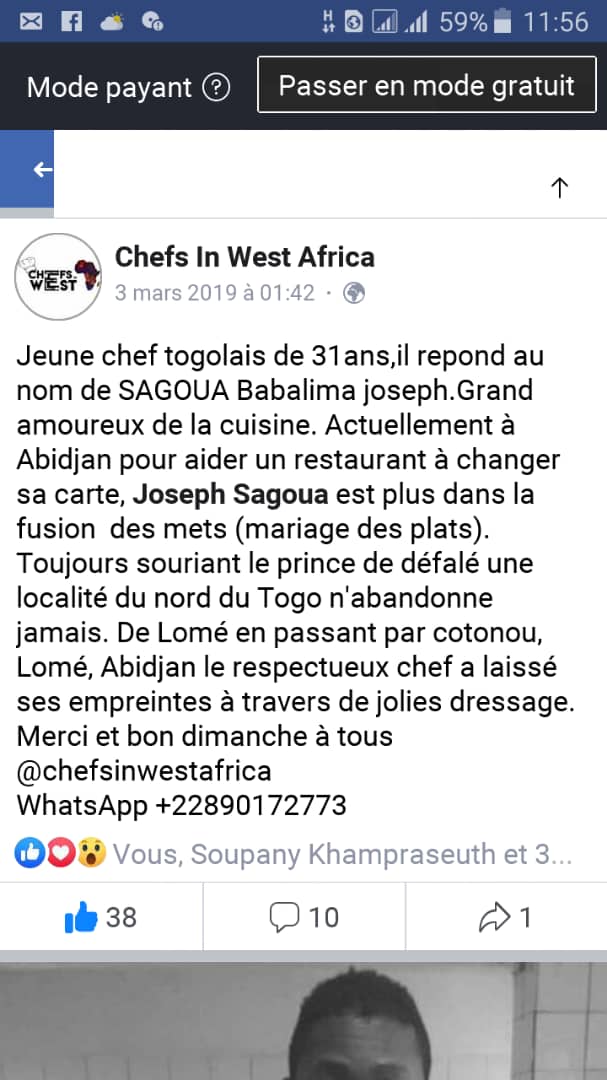 59% 11:56
Mode payant ? Passer en mode gratuit
CHEFS.
WEST
Chefs In West Africa
3 mars 2019 à 01:42 ·
Jeune chef togolais de 31ans,il repond au
nom de SAGOUA Babalima joseph.Grand
amoureux de la cuisine. Actuellement à
Abidjan pour aider un restaurant à changer
sa carte, Joseph Sagoua est plus dans la
fusion  des mets (mariage des plats).
Toujours souriant le prince de défalé une
localité du nord du Togo n'abandonne
jamais. De Lomé en passant par cotonou,
Lomé, Abidjan le respectueux chef a laissé
ses empreintes à travers de jolies dressage.
Merci et bon dimanche à tous
@chefsinwestafrica
WhatsApp +22890172773
Vous, Soupany Khampraseuth et 3...
38 10 1